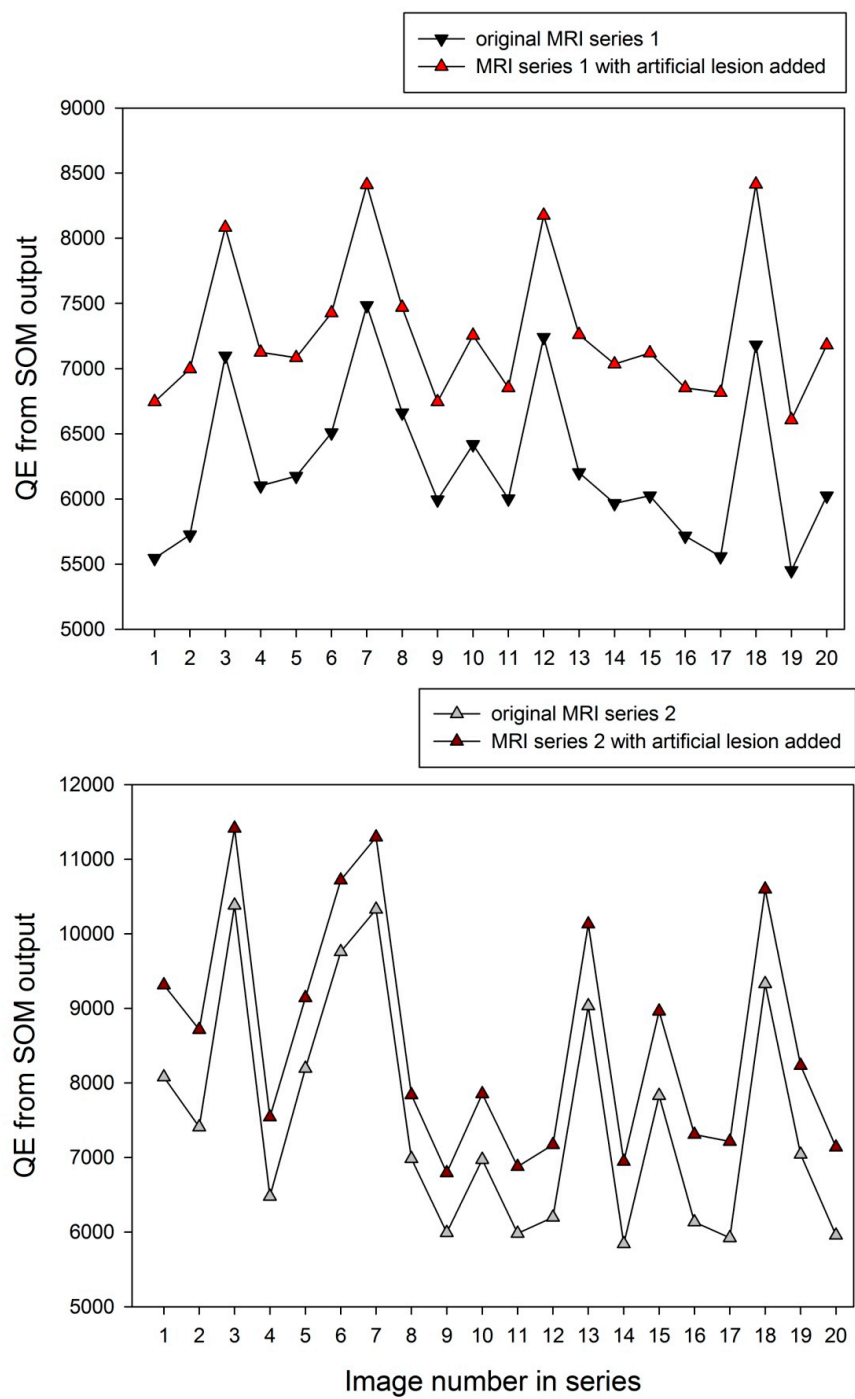 original MRI series 1
MRI series 1 with artificial lesion added
9000
8500
8000
7500
7000
6500
6000
5500
5000
QE from SOM output
1 2 3 4 5 6 7 8 9 10 11 12 13 14 15 16 17 18 19 20
original MRI series 2
MRI series 2 with artificial lesion added
12000
11000
10000
9000
8000
7000
6000
5000
QE from SOM output
1 2 3 4 5 6 7 8 9 10 11 12 13 14 15 16 17 18 19 20
Image number in series